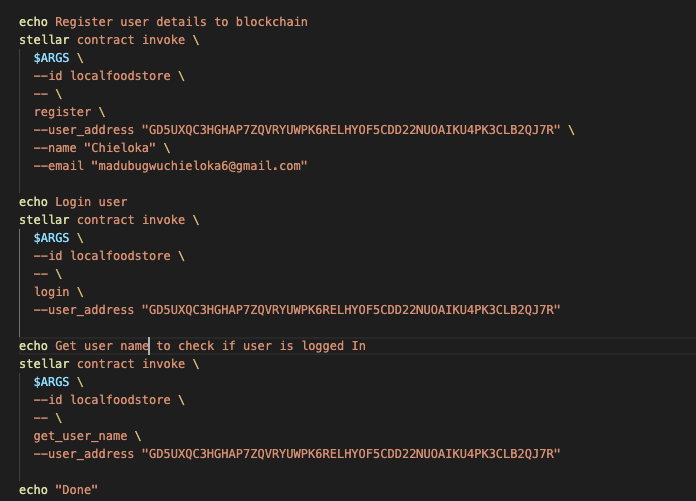 echo Register user details to blockchain
stellar contract invoke \
$ARGS \
--id localfoodstore \
-- \
register \
--user_address "GD5UXQC3HGHAP7ZQVRYUWPK6RELHYOF5CDD22NUOAIKU4PK3CLB2QJ7R" \
--name "Chieloka" \
--email "madubugwuchieloka6@gmail.com"
echo Login user
stellar contract invoke \
$ARGS \
--id localfoodstore \
-- \
login \
--user_address "GD5UXQC3HGHAP7ZQVRYUWPK6RELHYOF5CDD22NUOAIKU4PK3CLB2QJ7R"
echo Get user name to check if user is logged In
stellar contract invoke \
$ARGS \
--id localfoodstore \
-- \
get_user_name \
--user_address "GD5UXQC3HGHAP7ZQVRYUWPK6RELHYOF5CDD22NUOAIKU4PK3CLB2QJ7R"
echo "Done"